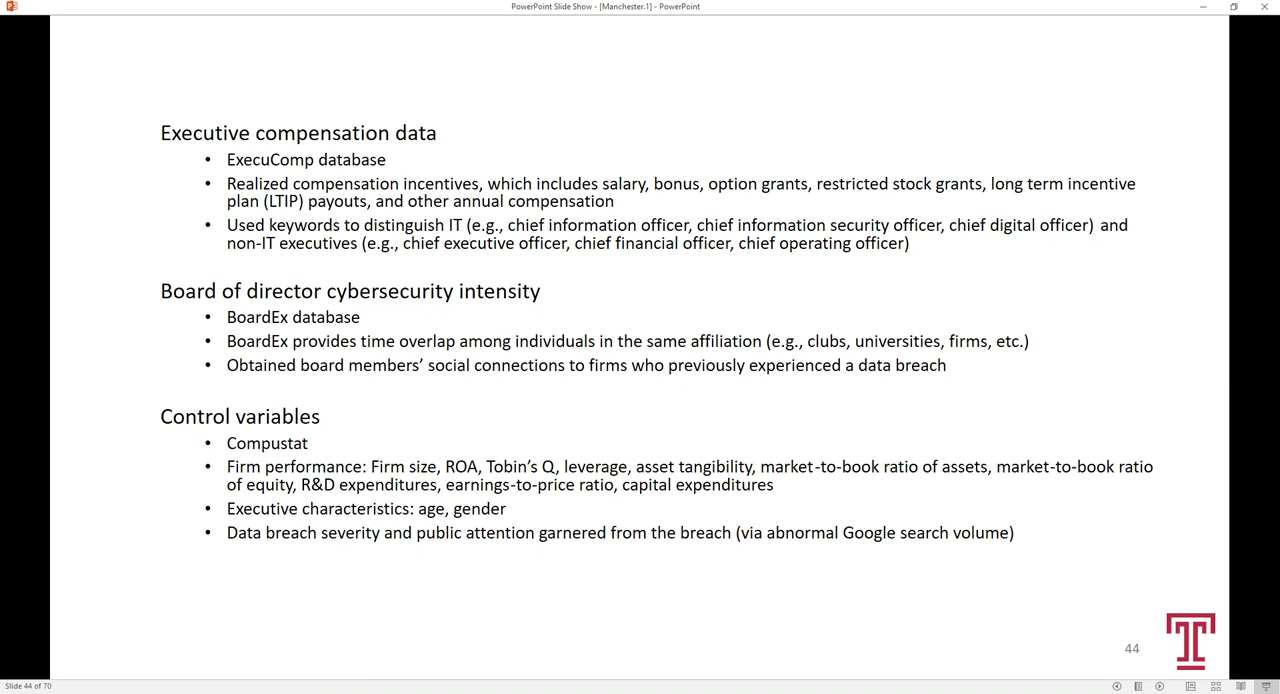 PowerPoint Slide Show - [Manchester.1] - PowerPoint
Executive compensation data
• ExecuComp database
• Realized compensation incentives, which includes salary, bonus, option grants, restricted stock grants, long term incentive
plan (LTIP) payouts, and other annual compensation
• Used keywords to distinguish IT (e.g., chief information officer, chief information security officer, chief digital officer) and
non-IT executives (e.g., chief executive officer, chief financial officer, chief operating officer)
Board of director cybersecurity intensity
• BoardEx database
• BoardEx provides time overlap among individuals in the same affiliation (e.g., clubs, universities, firms, etc.)
• Obtained board members’ social connections to firms who previously experienced a data breach
Control variables
• Compustat
• Firm performance: Firm size, ROA, Tobin’s Q, leverage, asset tangibility, market-to-book ratio of assets, market-to-book ratio
of equity, R&D expenditures, earnings-to-price ratio, capital expenditures
• Executive characteristics: age, gender
• Data breach severity and public attention garnered from the breach (via abnormal Google search volume)
44
T
Slide 44 of 70